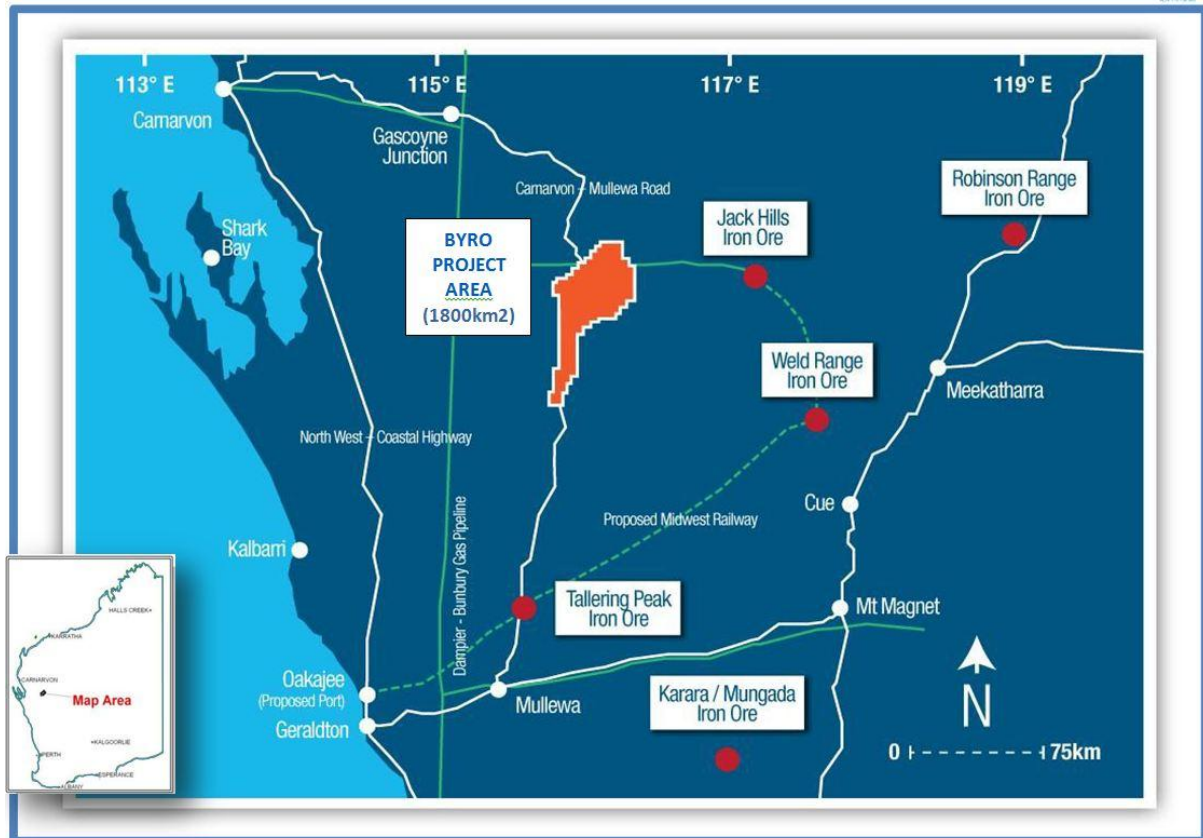 113° E
115° E
117° E
119° E
Carnarvon
Gascoyne
Junction
Carnarvon - Mullewa Road
Robinson Range
Iron Ore
Jack Hills
Iron Ore
Shark
Bay
BYRO
PROJECT
AREA
(1800km2)
Weld Range
Iron Ore
Meekatharra
North West - Coastal Highway
Dampier - Bunbury Gas Pipeline
Proposed Midwest Railway
Cue
Kalbarri
Tallering Peak
Iron Ore
Mt Magnet
Oakajee
(Proposed Port)
Geraldton
Mullewa
Karara / Mungada
Iron Ore
N
0
75km
HALLS CREEK
KARRATHA
CARNARVON
Map Area
KALGOORLIE
PERTH
ESPERANCE
ALBANY